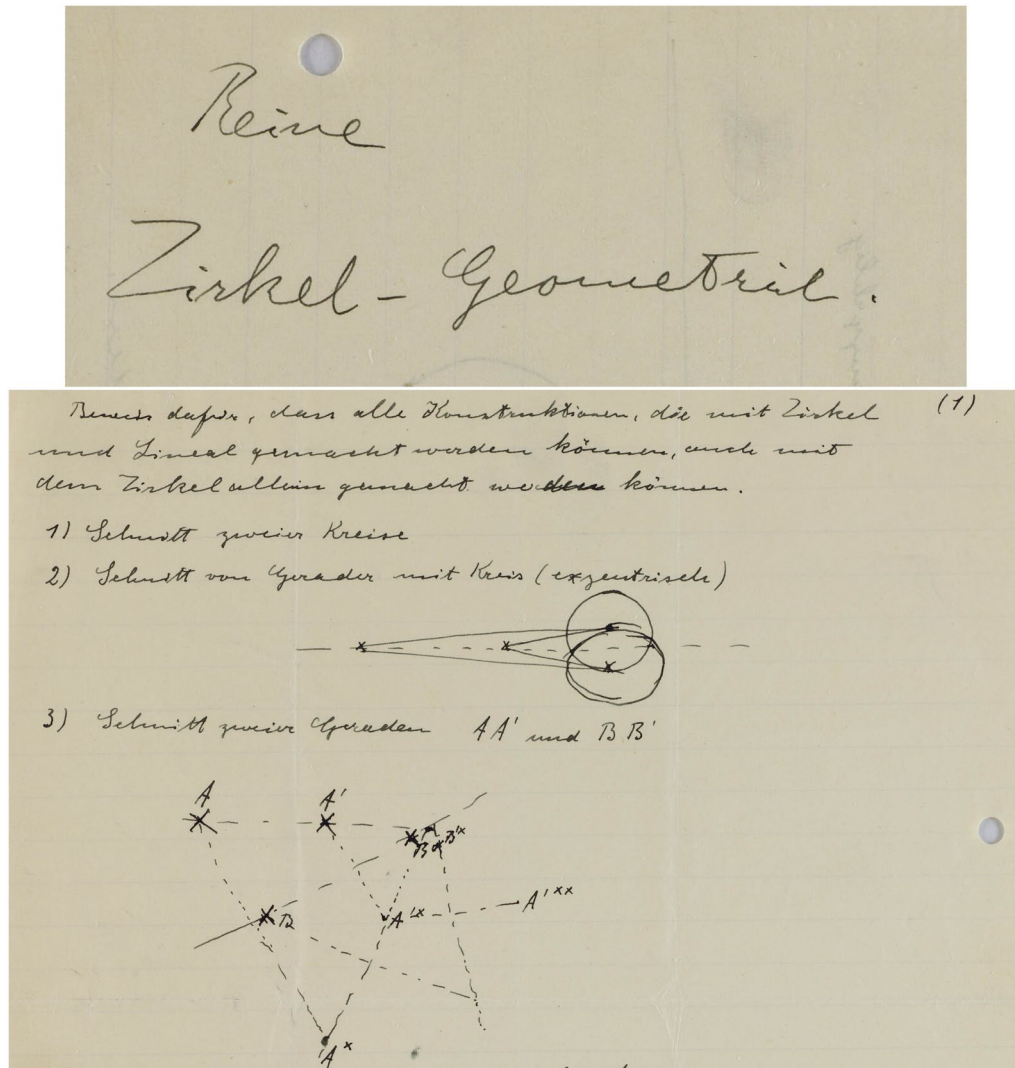 Reine
Zirkel - Geometrie.
(1)
Beweis dafür, dass alle Konstruktionen, die mit Zirkel
und Lineal gemacht werden können, auch mit
dem Zirkel allein gemacht werden können.
1) Schnitt zweier Kreise
2) Schnitt von Gerader mit Kreis (exzentrisch)
3) Schnitt zweier Geraden AA' und BB'
A A'
B'x
B A'x A'xx
A x